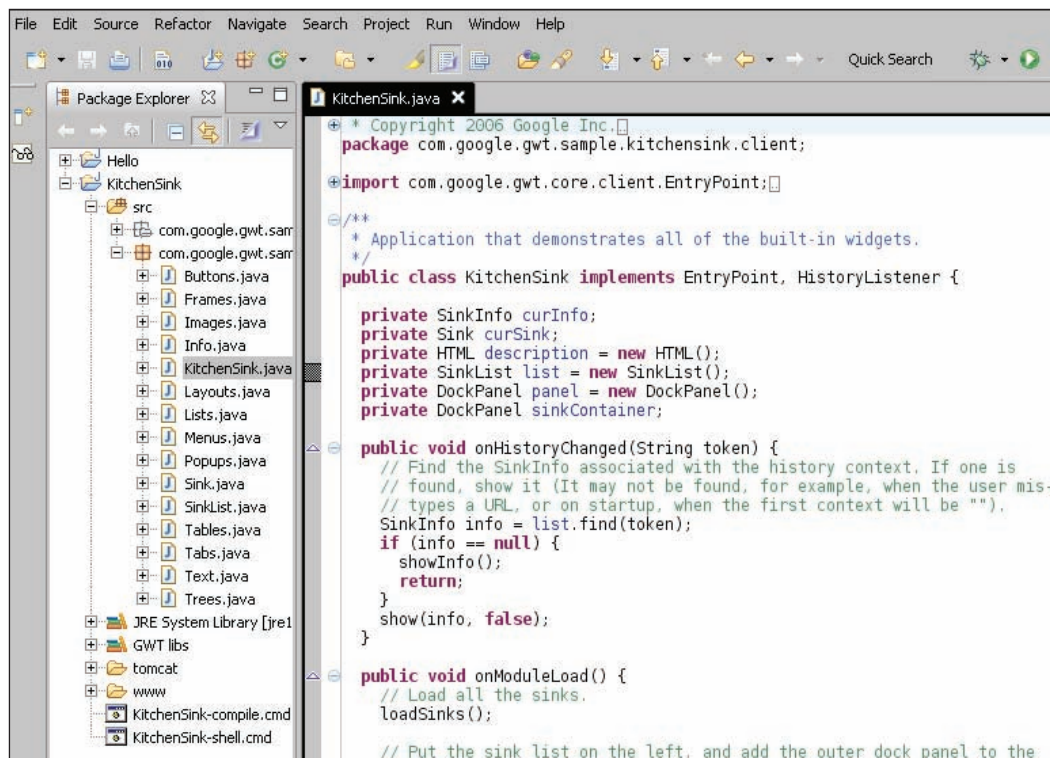 File Edit Source Refactor Navigate Search Project Run Window Help
Quick Search
Package Explorer
Hello
KitchenSink
src
com.google.gwt.sam
com.google.gwt.sam
Buttons.java
Frames.java
Images.java
Info.java
KitchenSink.java
Layouts.java
Lists.java
Menus.java
Popups.java
Sink.java
SinkList.java
Tables.java
Tabs.java
Text.java
Trees.java
JRE System Library [jre1
GWT libs
tomcat
www
KitchenSink-compile.cmd
KitchenSink-shell.cmd
KitchenSink.java
* Copyright 2006 Google Inc.
package com.google.gwt.sample.kitchensink.client;
import com.google.gwt.core.client.EntryPoint;
/**
* Application that demonstrates all of the built-in widgets.
*/
public class KitchenSink implements EntryPoint, HistoryListener {
private SinkInfo curInfo;
private Sink curSink;
private HTML description = new HTML();
private SinkList list = new SinkList();
private DockPanel panel = new DockPanel();
private DockPanel sinkContainer;
public void onHistoryChanged(String token) {
// Find the SinkInfo associated with the history context. If one is
// found, show it (It may not be found, for example, when the user mis-
// types a URL, or on startup, when the first context will be "").
SinkInfo info = list.find(token);
if (info == null) {
showInfo();
return;
}
show(info, false);
}
public void onModuleLoad() {
// Load all the sinks.
loadSinks();
// Put the sink list on the left, and add the outer dock panel to the